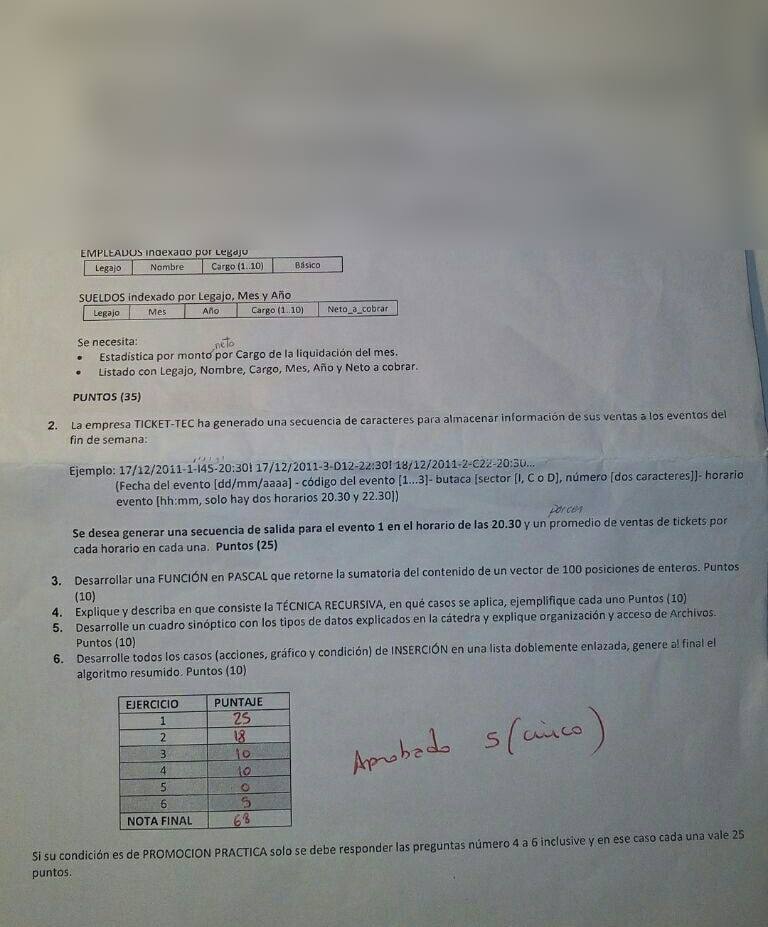 EMPLEADOS indexado por Legajo
Legajo Nombre Cargo (1..10) Básico
SUELDOS indexado por Legajo, Mes y Año
Legajo Mes Año Cargo (1..10) Neto_a_cobrar
Se necesita:
neto
• Estadística por monto por Cargo de la liquidación del mes.
• Listado con Legajo, Nombre, Cargo, Mes, Año y Neto a cobrar.
PUNTOS (35)
2. La empresa TICKET-TEC ha generado una secuencia de caracteres para almacenar información de sus ventas a los eventos del
fin de semana:
Ejemplo: 17/12/2011-1-I45-20:30! 17/12/2011-3-D12-22:30! 18/12/2011-2-C22-20:30...
(Fecha del evento [dd/mm/aaaa] - código del evento [1...3]- butaca [sector [I, C o D], número [dos caracteres]]- horario
evento [hh:mm, solo hay dos horarios 20.30 y 22.30])
porcen
Se desea generar una secuencia de salida para el evento 1 en el horario de las 20.30 y un promedio de ventas de tickets por
cada horario en cada una. Puntos (25)
3. Desarrollar una FUNCIÓN en PASCAL que retorne la sumatoria del contenido de un vector de 100 posiciones de enteros. Puntos
(10)
4. Explique y describa en que consiste la TÉCNICA RECURSIVA, en qué casos se aplica, ejemplifique cada uno Puntos (10)
5. Desarrolle un cuadro sinóptico con los tipos de datos explicados en la cátedra y explique organización y acceso de Archivos.
Puntos (10)
6. Desarrolle todos los casos (acciones, gráfico y condición) de INSERCIÓN en una lista doblemente enlazada, genere al final el
algoritmo resumido. Puntos (10)
EJERCICIO PUNTAJE
1 25
2 18
3 10
4 10
5 0
6 5
NOTA FINAL 68
Aprobado 5 (cinco)
Si su condición es de PROMOCION PRACTICA solo se debe responder las preguntas número 4 a 6 inclusive y en ese caso cada una vale 25
puntos.